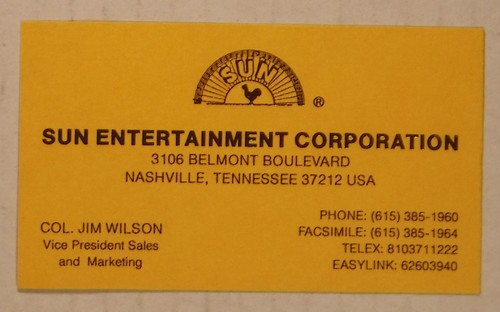 SUN
®
SUN ENTERTAINMENT CORPORATION
3106 BELMONT BOULEVARD
NASHVILLE, TENNESSEE 37212 USA
COL. JIM WILSON
Vice President Sales
and Marketing
PHONE: (615) 385-1960
FACSIMILE: (615) 385-1964
TELEX: 8103711222
EASYLINK: 62603940